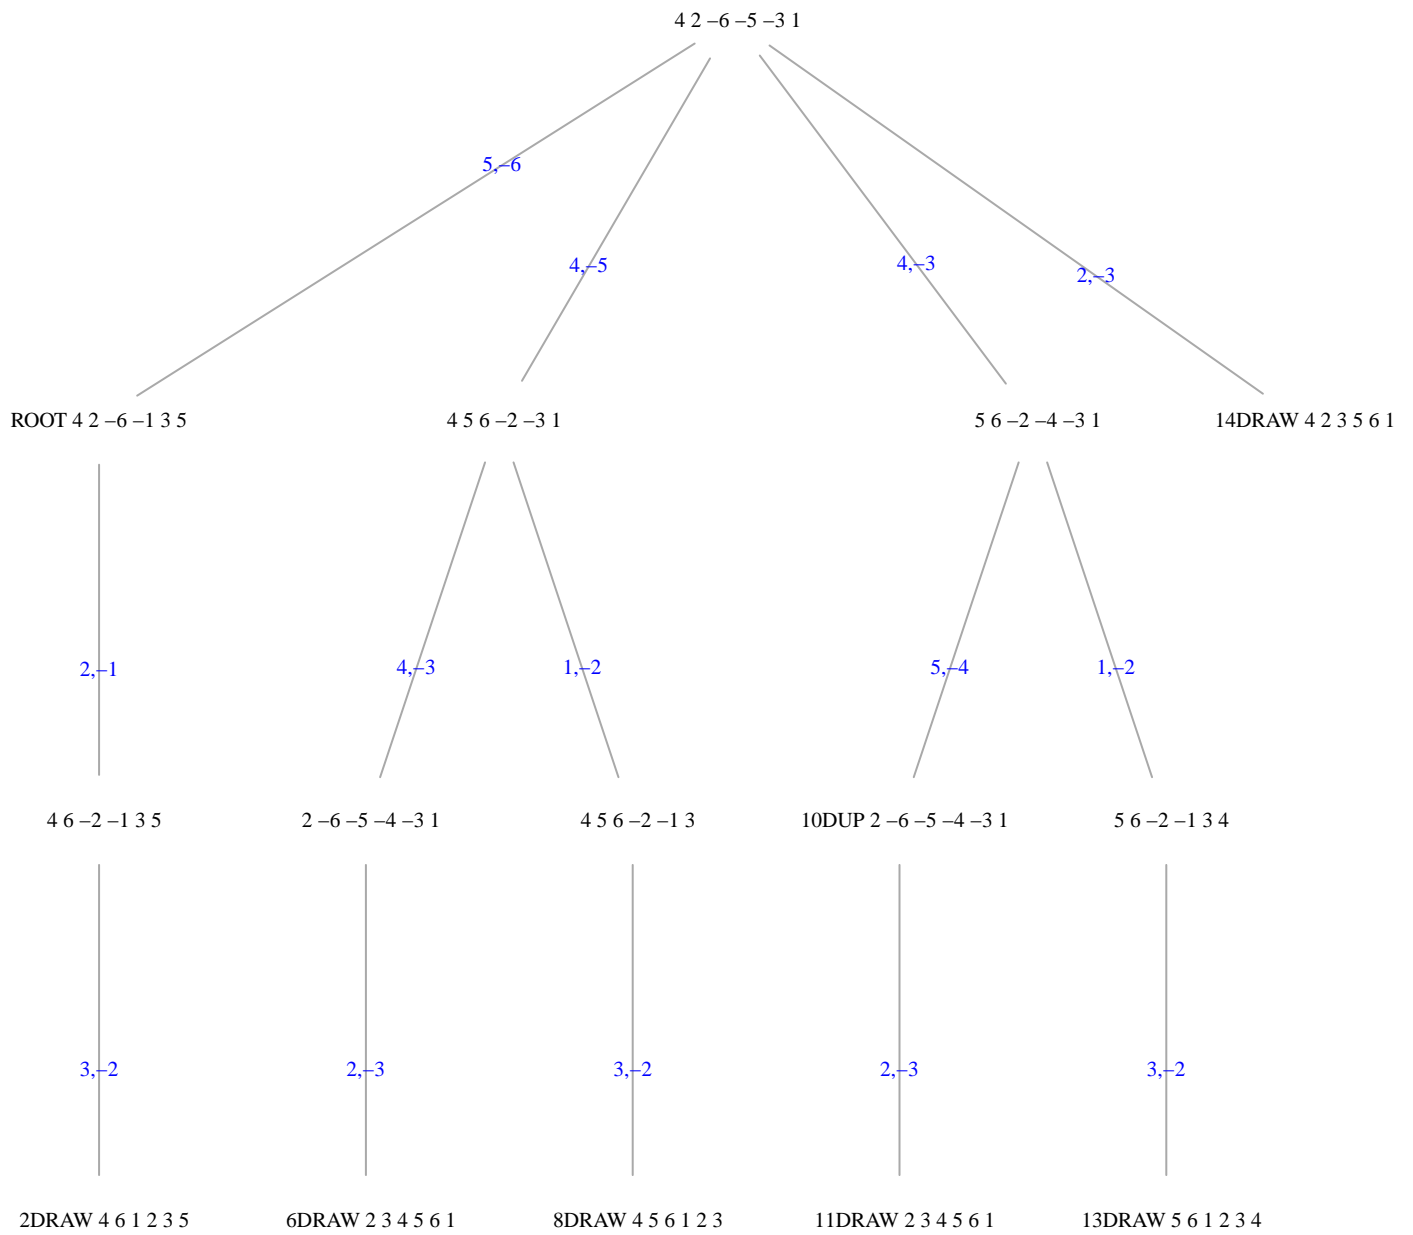 4 2 –6 –5 –3 1
5,–6
4,–5
4,–3
2,–3
ROOT 4 2 –6 –1 3 5
4 5 6 –2 –3 1
5 6 –2 –4 –3 1
14DRAW 4 2 3 5 6 1
2,–1
4,–3
1,–2
5,–4
1,–2
4 6 –2 –1 3 5
2 –6 –5 –4 –3 1
4 5 6 –2 –1 3
10DUP 2 –6 –5 –4 –3 1
5 6 –2 –1 3 4
3,–2
2,–3
3,–2
2,–3
3,–2
2DRAW 4 6 1 2 3 5
6DRAW 2 3 4 5 6 1
8DRAW 4 5 6 1 2 3
11DRAW 2 3 4 5 6 1
13DRAW 5 6 1 2 3 4